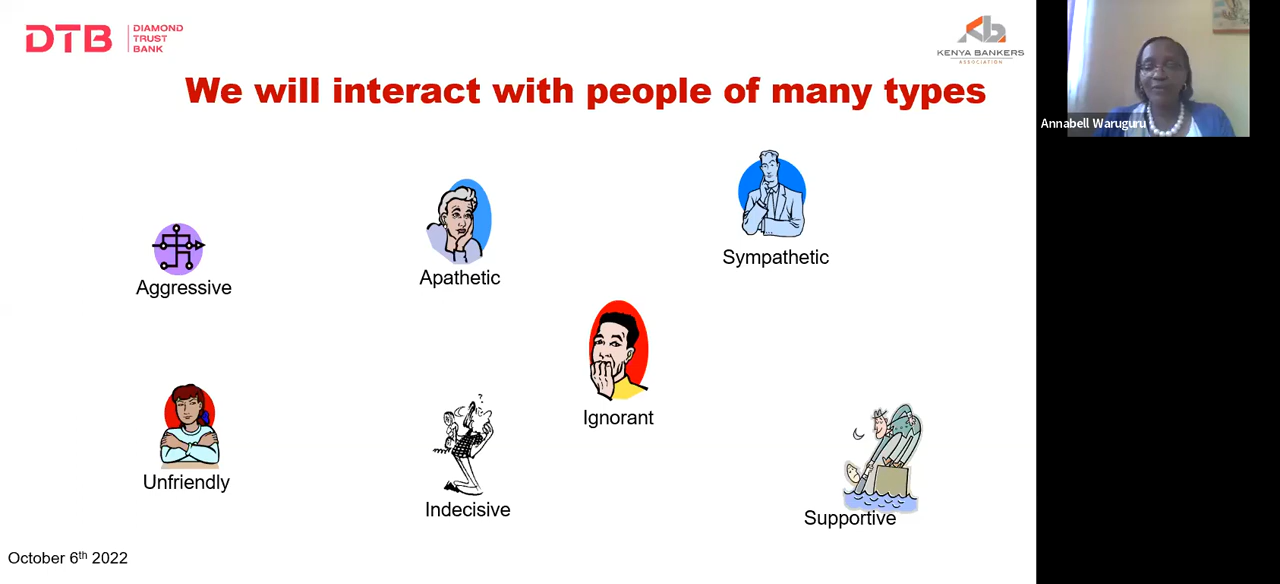 DTB
DIAMOND
TRUST
BANK
kb
KENYA BANKERS
ASSOCIATION
We will interact with people of many types
Annabell Waruguru
Sympathetic
Apathetic
Aggressive
Ignorant
?
Unfriendly
Indecisive
Supportive
October 6th 2022